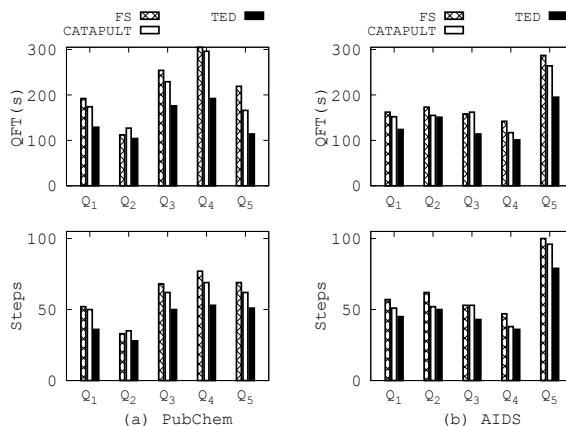 FS TED FS TED
CATAPULT CATAPULT
300 300
200 200
100 100
0 0
QFT(s) QFT(s)
Q1 Q2 Q3 Q4 Q5 Q1 Q2 Q3 Q4 Q5
100 100
50 50
0 0
Steps Steps
Q1 Q2 Q3 Q4 Q5 Q1 Q2 Q3 Q4 Q5
(a) PubChem (b) AIDS